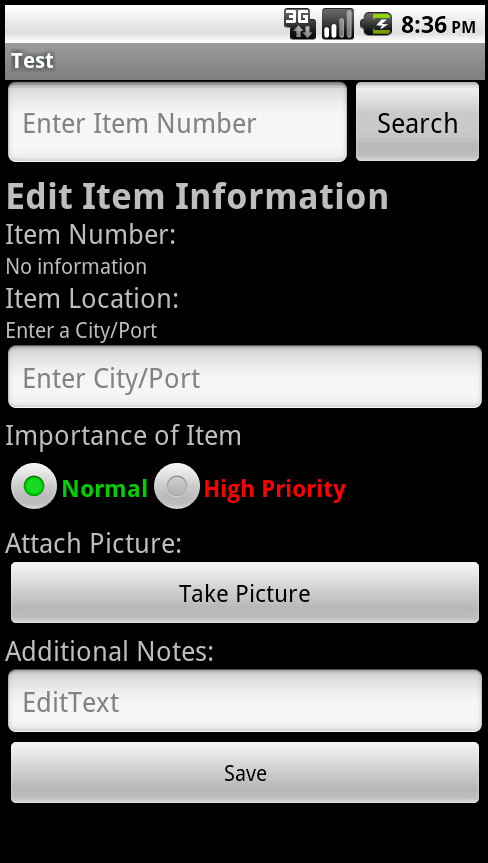 3G 8:36 PM
Test
Enter Item Number Search
Edit Item Information
Item Number:
No information
Item Location:
Enter a City/Port
Enter City/Port
Importance of Item
Normal High Priority
Attach Picture:
Take Picture
Additional Notes:
EditText
Save